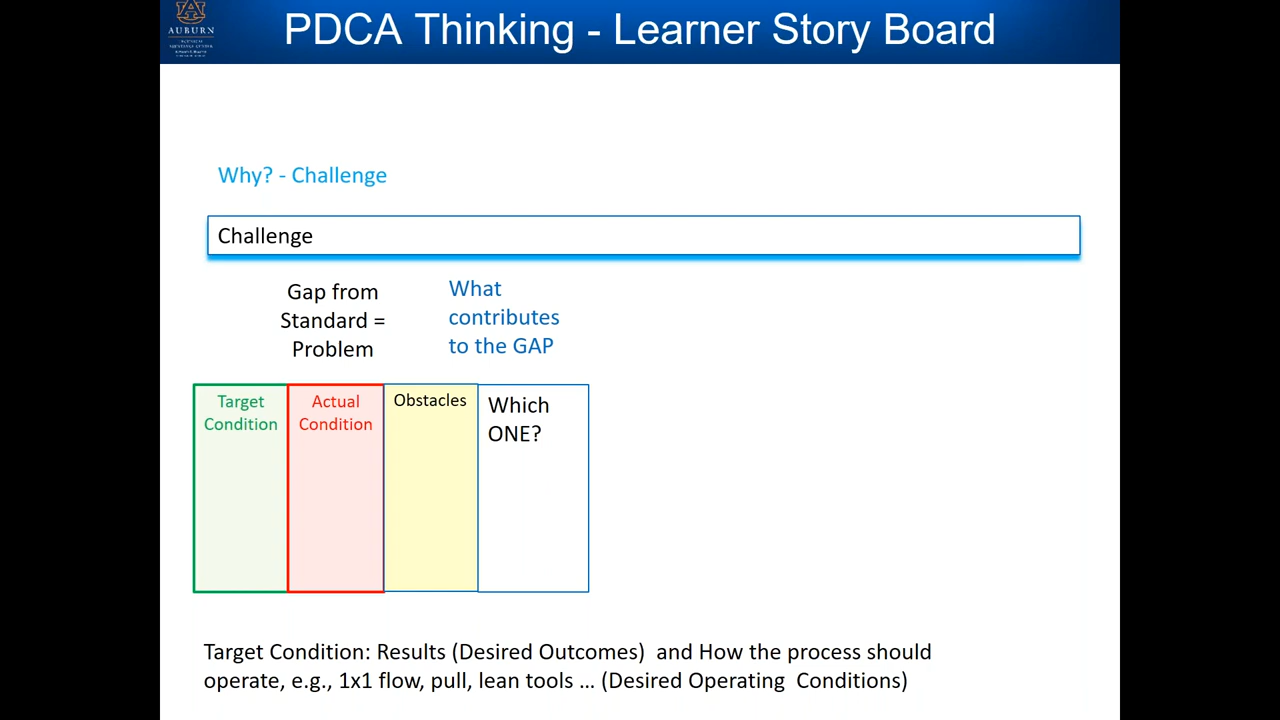 AUBURN
PDCA Thinking - Learner Story Board
Why? - Challenge
Challenge
Gap from
Standard =
Problem
What
contributes
to the GAP
Target
Condition
Actual
Condition
Obstacles
Which
ONE?
Target Condition: Results (Desired Outcomes)  and How the process should
operate, e.g., 1x1 flow, pull, lean tools … (Desired Operating  Conditions)